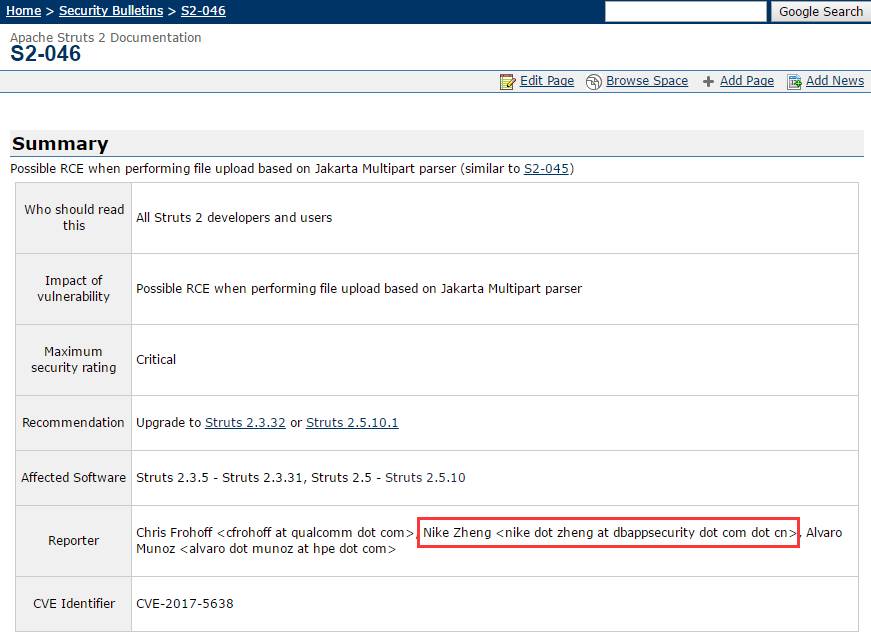 Home > Security Bulletins > S2-046
Google Search
Apache Struts 2 Documentation
S2-046
Edit Page Browse Space Add Page Add News
Summary
Possible RCE when performing file upload based on Jakarta Multipart parser (similar to S2-045)
Who should read
this
All Struts 2 developers and users
Impact of
vulnerability
Possible RCE when performing file upload based on Jakarta Multipart parser
Maximum
security rating
Critical
Recommendation
Upgrade to Struts 2.3.32 or Struts 2.5.10.1
Affected Software
Struts 2.3.5 - Struts 2.3.31, Struts 2.5 - Struts 2.5.10
Reporter
Chris Frohoff <cfrohoff at qualcomm dot com>, Nike Zheng <nike dot zheng at dbappsecurity dot com dot cn>, Alvaro
Munoz <alvaro dot munoz at hpe dot com>
CVE Identifier
CVE-2017-5638